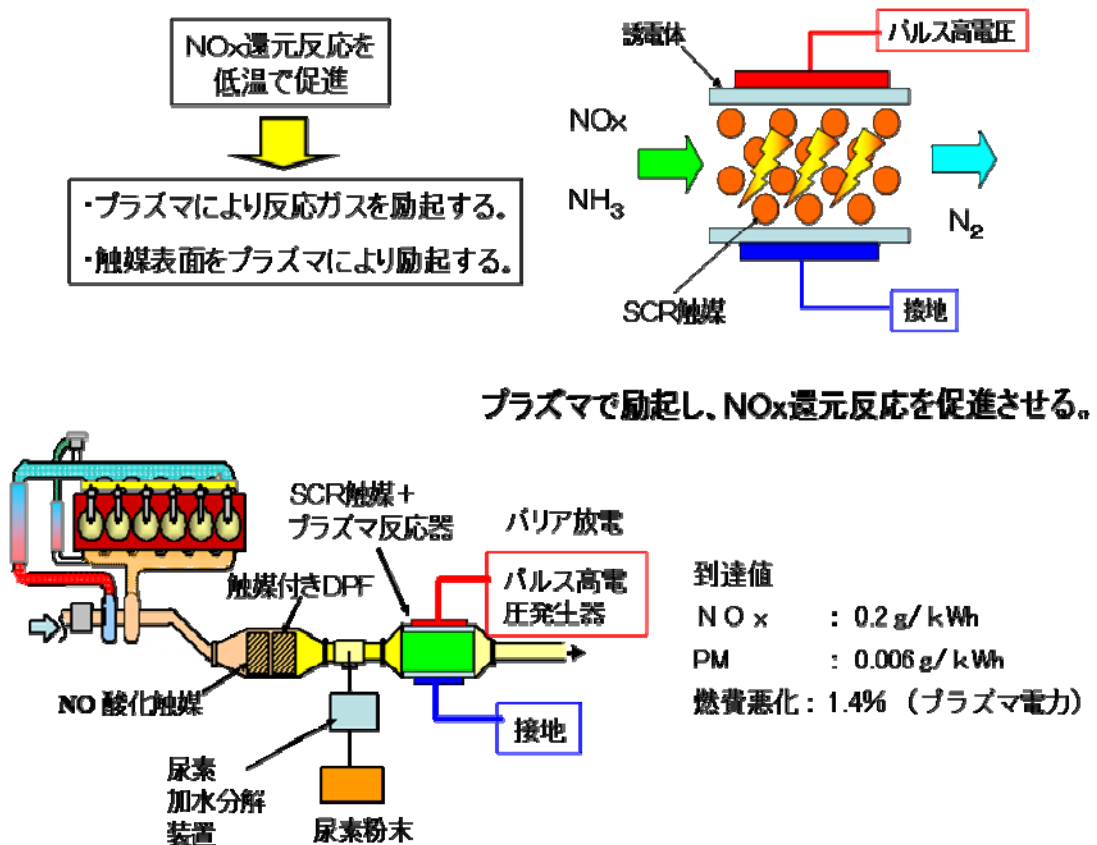 NOx還元反応を
低温で促進
・プラズマにより反応ガスを励起する。
・触媒表面をプラズマにより励起する。
誘電体
パルス高電圧
NOx
NH₃
N₂
SCR触媒
接地
プラズマで励起し、NOx還元反応を促進させる。
SCR触媒＋
プラズマ反応器
バリア放電
触媒付きDPF
パルス高電
圧発生器
NO 酸化触媒
接地
尿素
加水分解
装置
尿素粉末
到達値
ＮＯｘ : 0.2 g/ｋWh
PM : 0.006 g/ｋWh
燃費悪化 : 1.4% （プラズマ電力）